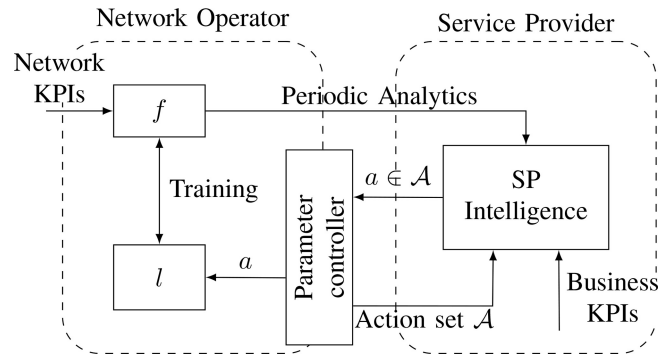 Network Operator
Service Provider
Network
KPIs
f
Periodic Analytics
Training
Parameter
controller
a ∈ 𝒜
SP
Intelligence
l
a
Action set 𝒜
Business
KPIs